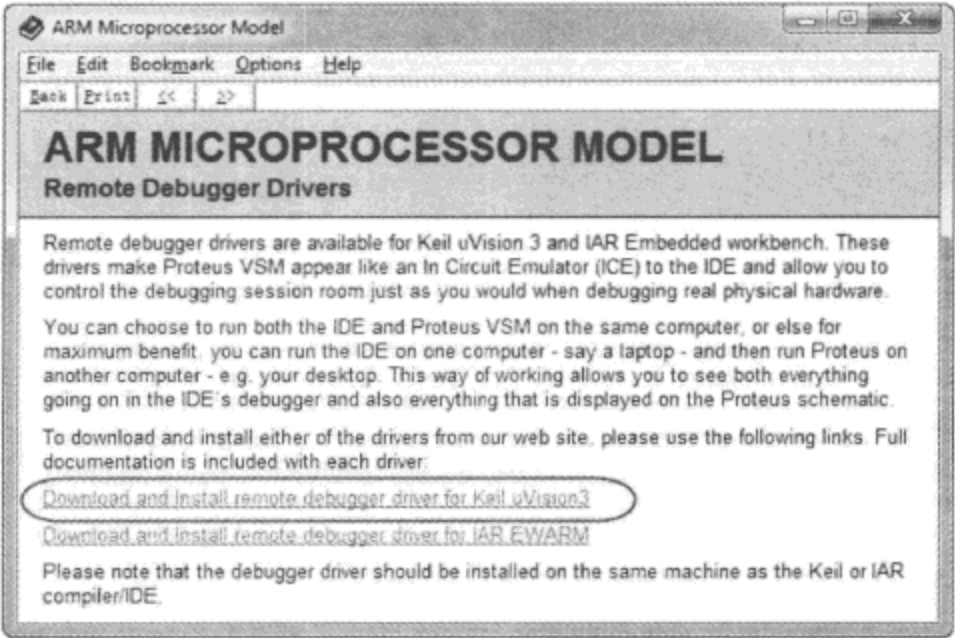 ARM Microprocessor Model
File Edit Bookmark Options Help
Back Print << >>
ARM MICROPROCESSOR MODEL
Remote Debugger Drivers
Remote debugger drivers are available for Keil uVision 3 and IAR Embedded workbench. These
drivers make Proteus VSM appear like an In Circuit Emulator (ICE) to the IDE and allow you to
control the debugging session room just as you would when debugging real physical hardware.
You can choose to run both the IDE and Proteus VSM on the same computer, or else for
maximum benefit, you can run the IDE on one computer - say a laptop - and then run Proteus on
another computer - e.g. your desktop. This way of working allows you to see both everything
going on in the IDE's debugger and also everything that is displayed on the Proteus schematic.
To download and install either of the drivers from our web site, please use the following links. Full
documentation is included with each driver:
Download and Install remote debugger driver for Keil uVision3
Download and install remote debugger driver for IAR EWARM
Please note that the debugger driver should be installed on the same machine as the Keil or IAR
compiler/IDE.